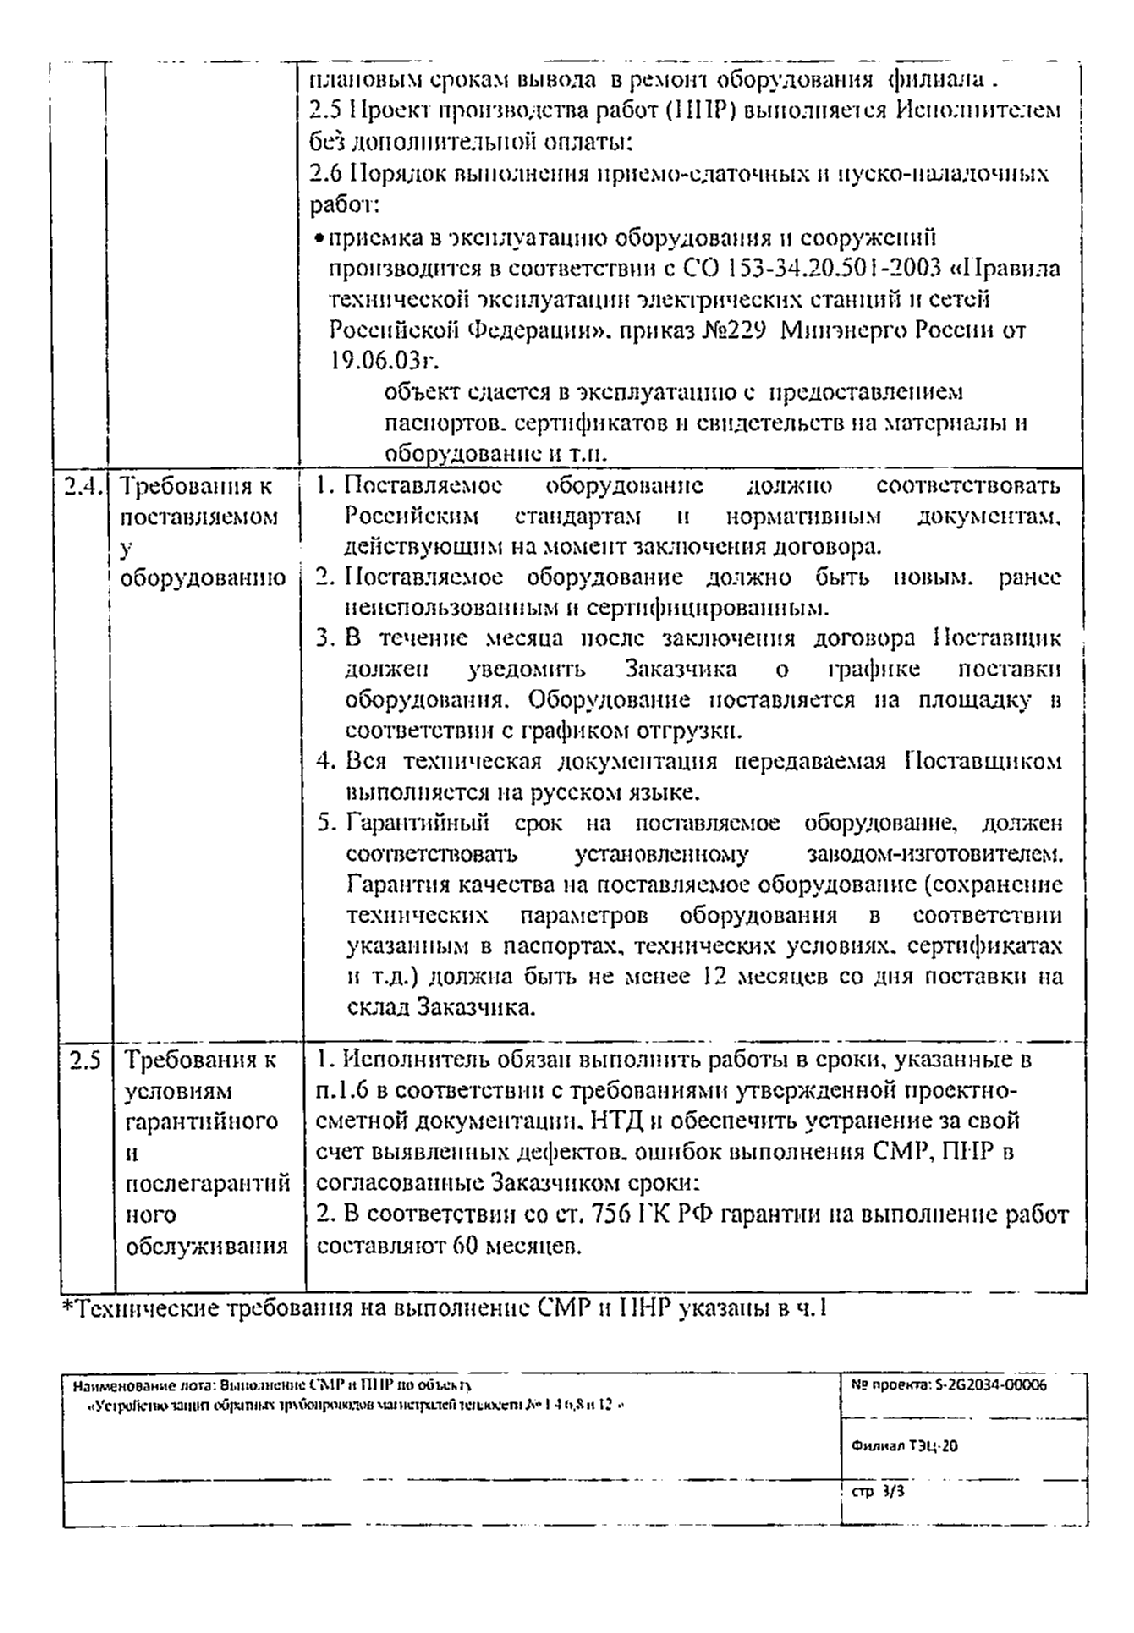 плановым срокам вывода в ремонт оборудования филиала .
2.5 Проект производства работ (ППР) выполняется Исполнителем
без дополнительной оплаты;
2.6 Порядок выполнения приемо-сдаточных и пуско-наладочных
работ:
•приемка в эксплуатацию оборудования и сооружений
производится в соответствии с СО 153-34.20.501-2003 «Правила
технической эксплуатации электрических станций и сетей
Российской Федерации», приказ №229 Минэнерго России от
19.06.03г.
объект сдается в эксплуатацию с предоставлением
паспортов, сертификатов и свидетельств на материалы и
оборудование и т.п.
2.4.
Требования к
поставляемом
у
оборудованию
1. Поставляемое оборудование должно соответствовать
Российским стандартам и нормативным документам,
действующим на момент заключения договора.
2. Поставляемое оборудование должно быть новым, ранее
неиспользованным и сертифицированным.
3. В течение месяца после заключения договора Поставщик
должен уведомить Заказчика о графике поставки
оборудования. Оборудование поставляется на площадку в
соответствии с графиком отгрузки.
4. Вся техническая документация передаваемая Поставщиком
выполняется на русском языке.
5. Гарантийный срок на поставляемое оборудование, должен
соответствовать установленному заводом-изготовителем.
Гарантия качества на поставляемое оборудование (сохранение
технических параметров оборудования в соответствии
указанным в паспортах, технических условиях, сертификатах
и т.д.) должна быть не менее 12 месяцев со дня поставки на
склад Заказчика.
2.5
Требования к
условиям
гарантийного
и
послегарантий
ного
обслуживания
1. Исполнитель обязан выполнить работы в сроки, указанные в
п.1.6 в соответствии с требованиями утвержденной проектно-
сметной документации, НТД и обеспечить устранение за свой
счет выявленных дефектов, ошибок выполнения СМР, ПНР в
согласованные Заказчиком сроки;
2. В соответствии со ст. 756 ГК РФ гарантии на выполнение работ
составляют 60 месяцев.
*Технические требования на выполнение СМР и ПНР указаны в ч.1
Наименование лота: Выполнение СМР и ПНР по объекту
«Устройство защит обратных трубопроводов магистралей теплосети № 1 4 6,8 и 12 »
№ проекта: S-2G2034-00006
Филиал ТЭЦ-20
стр 3/3